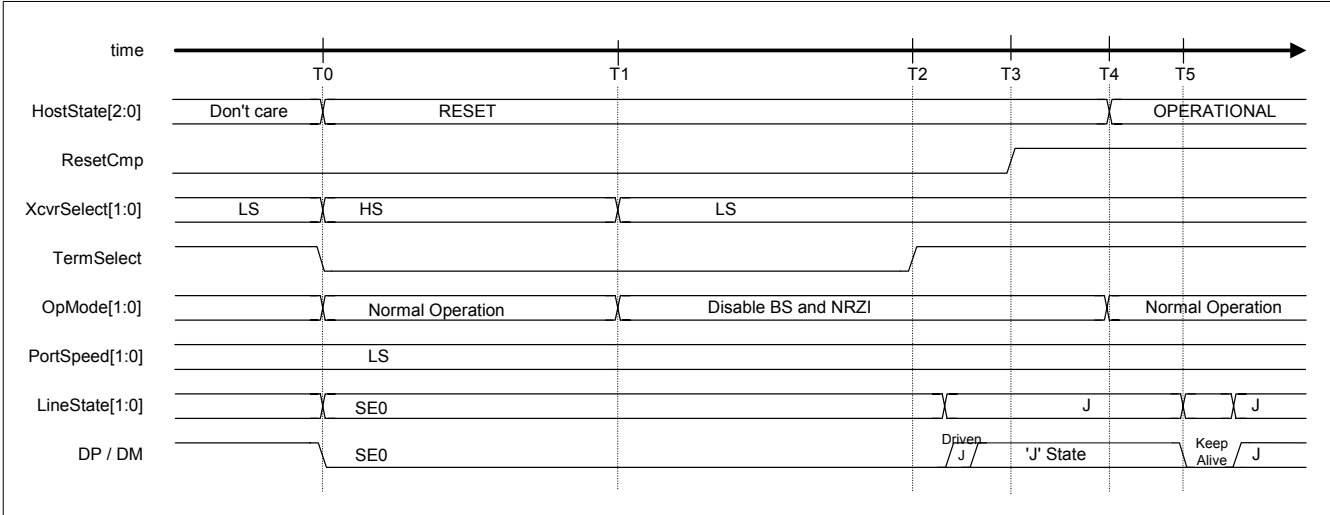 time
T0 T1 T2 T3 T4 T5
HostState[2:0] Don't care RESET OPERATIONAL
ResetCmp
XcvrSelect[1:0] LS HS LS
TermSelect
OpMode[1:0] Normal Operation Disable BS and NRZI Normal Operation
PortSpeed[1:0] LS
LineState[1:0] SE0 J J
DP / DM SE0 Driven J 'J' State Keep Alive J